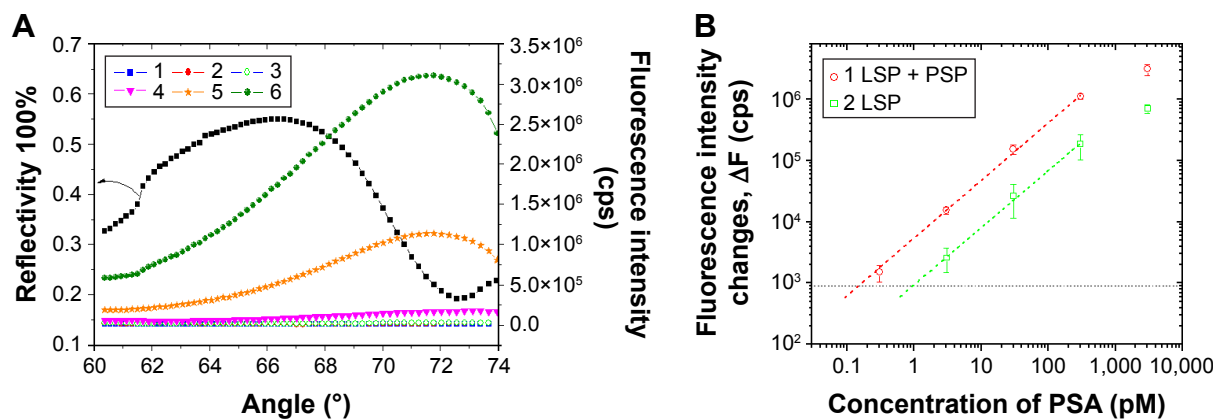 A
Reflectivity 100%
0.7
0.6
0.5
0.4
0.3
0.2
0.1
1 2 3
4 5 6
3.5×10⁶
3.0×10⁶
2.5×10⁶
2.0×10⁶
1.5×10⁶
1.0×10⁶
5.0×10⁵
0.0
Fluorescence intensity
(cps)
60 62 64 66 68 70 72 74
Angle (°)
B
Fluorescence intensity
changes, ΔF (cps)
10⁶
10⁵
10⁴
10³
10²
1 LSP + PSP
2 LSP
0.1 1 10 100 1,000 10,000
Concentration of PSA (pM)